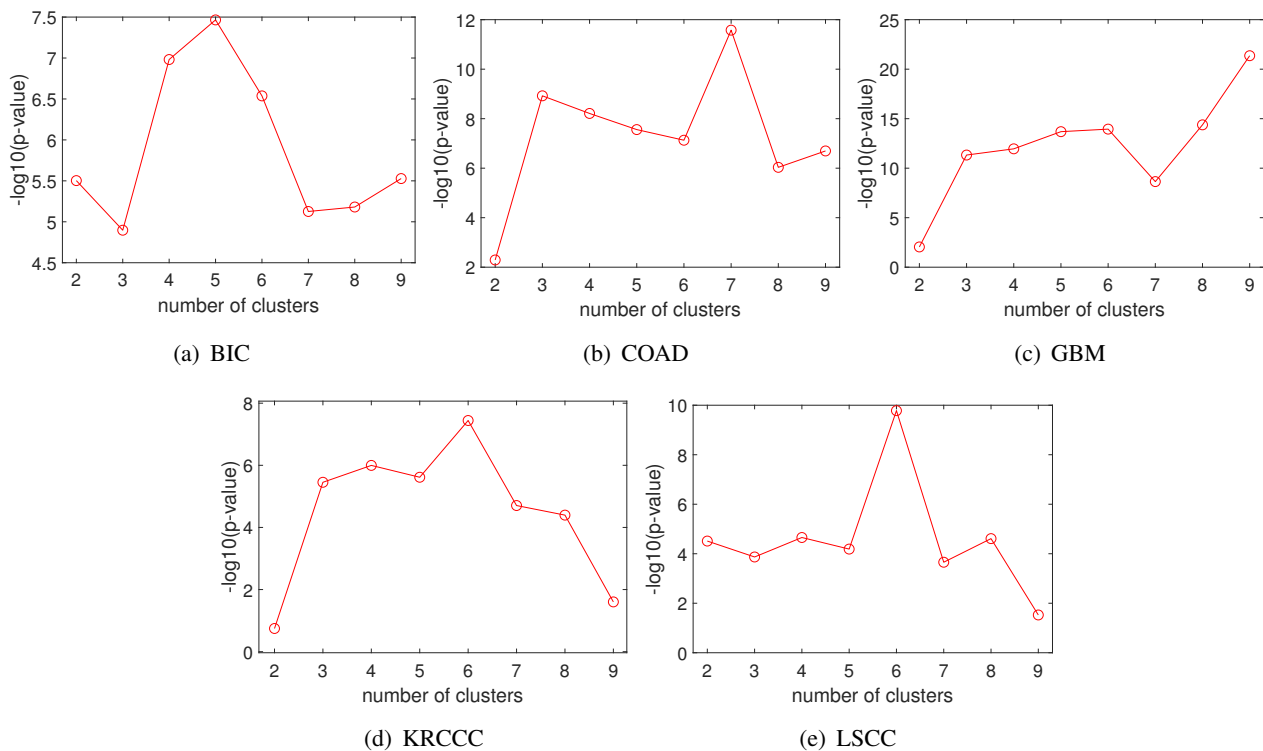 7.5
7
6.5
6
5.5
5
4.5
-log10(p-value)
2 3 4 5 6 7 8 9
number of clusters
(a) BIC
12
10
8
6
4
2
-log10(p-value)
2 3 4 5 6 7 8 9
number of clusters
(b) COAD
25
20
15
10
5
0
-log10(p-value)
2 3 4 5 6 7 8 9
number of clusters
(c) GBM
8
6
4
2
0
-log10(p-value)
2 3 4 5 6 7 8 9
number of clusters
(d) KRCCC
10
8
6
4
2
0
-log10(p-value)
2 3 4 5 6 7 8 9
number of clusters
(e) LSCC